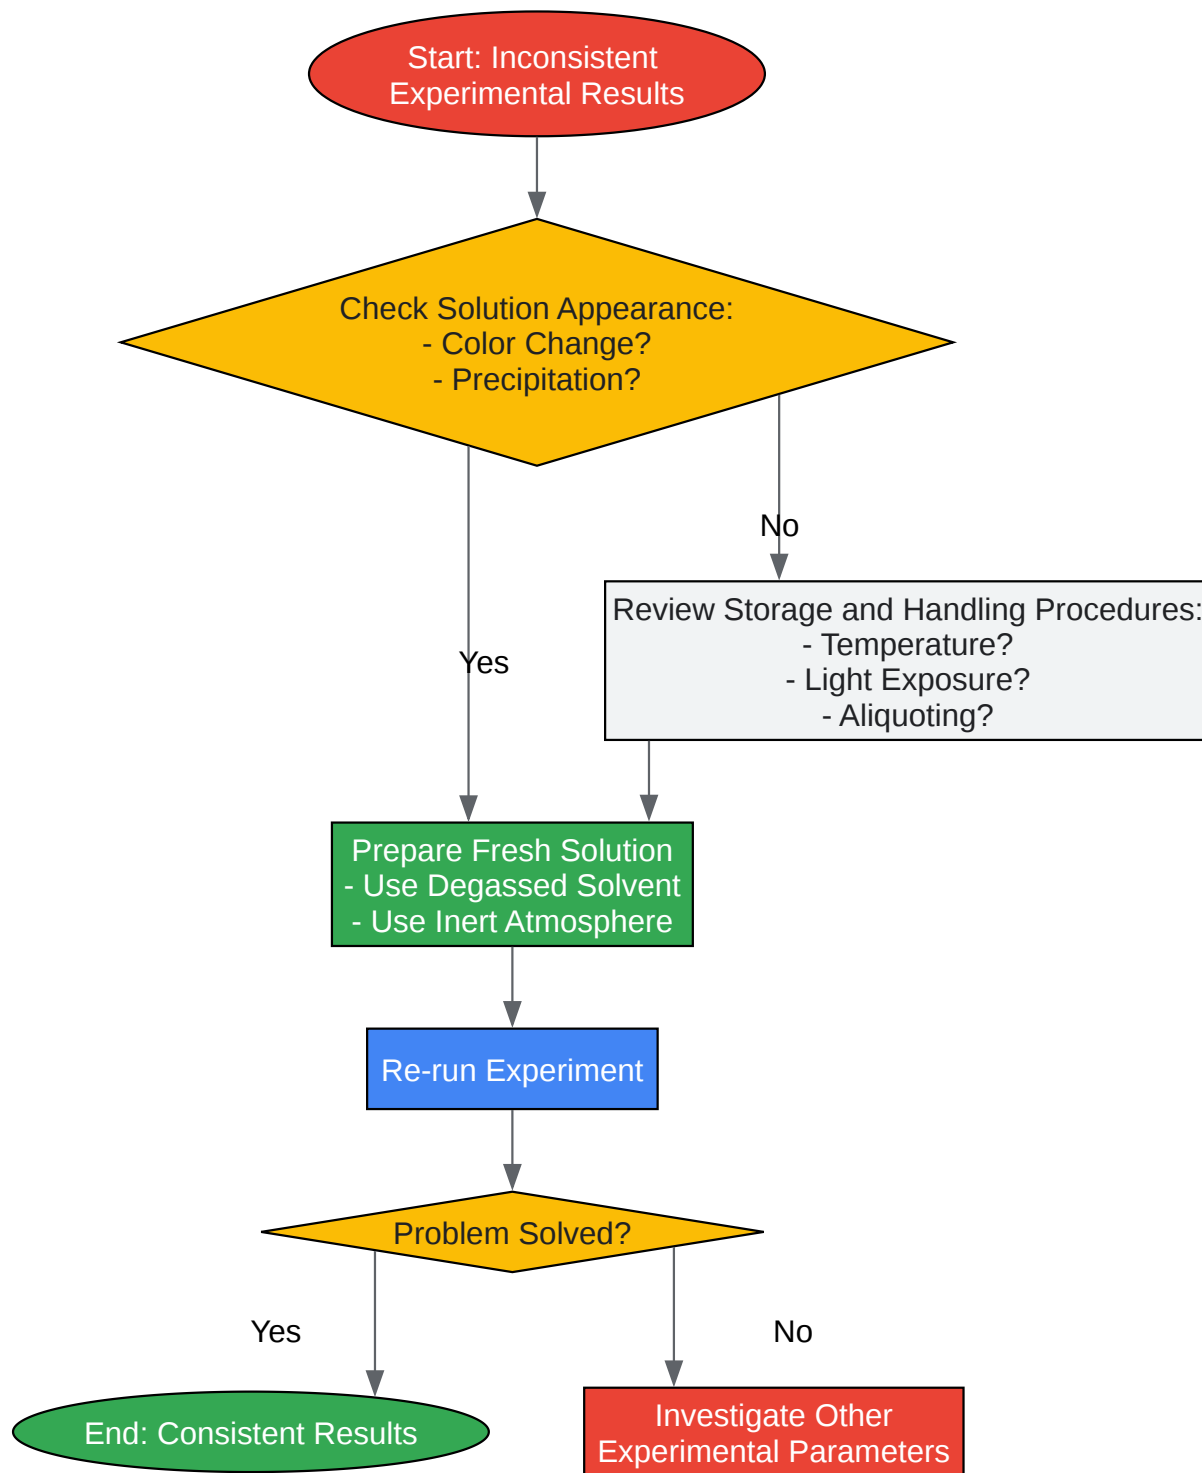 Start: Inconsistent
Experimental Results
Check Solution Appearance:
- Color Change?
- Precipitation?
No
Review Storage and Handling Procedures:
- Temperature?
- Light Exposure?
- Aliquoting?
Yes
Prepare Fresh Solution
- Use Degassed Solvent
- Use Inert Atmosphere
Re-run Experiment
Problem Solved?
Yes
No
End: Consistent Results
Investigate Other
Experimental Parameters